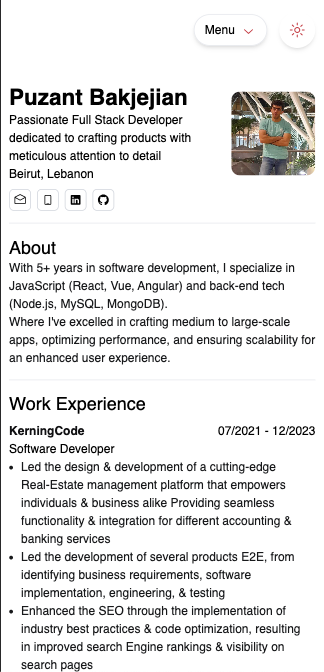 Menu
Puzant Bakjejian
Passionate Full Stack Developer
dedicated to crafting products with
meticulous attention to detail
Beirut, Lebanon
in
About
With 5+ years in software development, I specialize in
JavaScript (React, Vue, Angular) and back-end tech
(Node.js, MySQL, MongoDB).
Where I've excelled in crafting medium to large-scale
apps, optimizing performance, and ensuring scalability for
an enhanced user experience.
Work Experience
KerningCode 07/2021 - 12/2023
Software Developer
• Led the design & development of a cutting-edge
Real-Estate management platform that empowers
individuals & business alike Providing seamless
functionality & integration for different accounting &
banking services
• Led the development of several products E2E, from
identifying business requirements, software
implementation, engineering, & testing
• Enhanced the SEO through the implementation of
industry best practices & code optimization, resulting
in improved search Engine rankings & visibility on
search pages